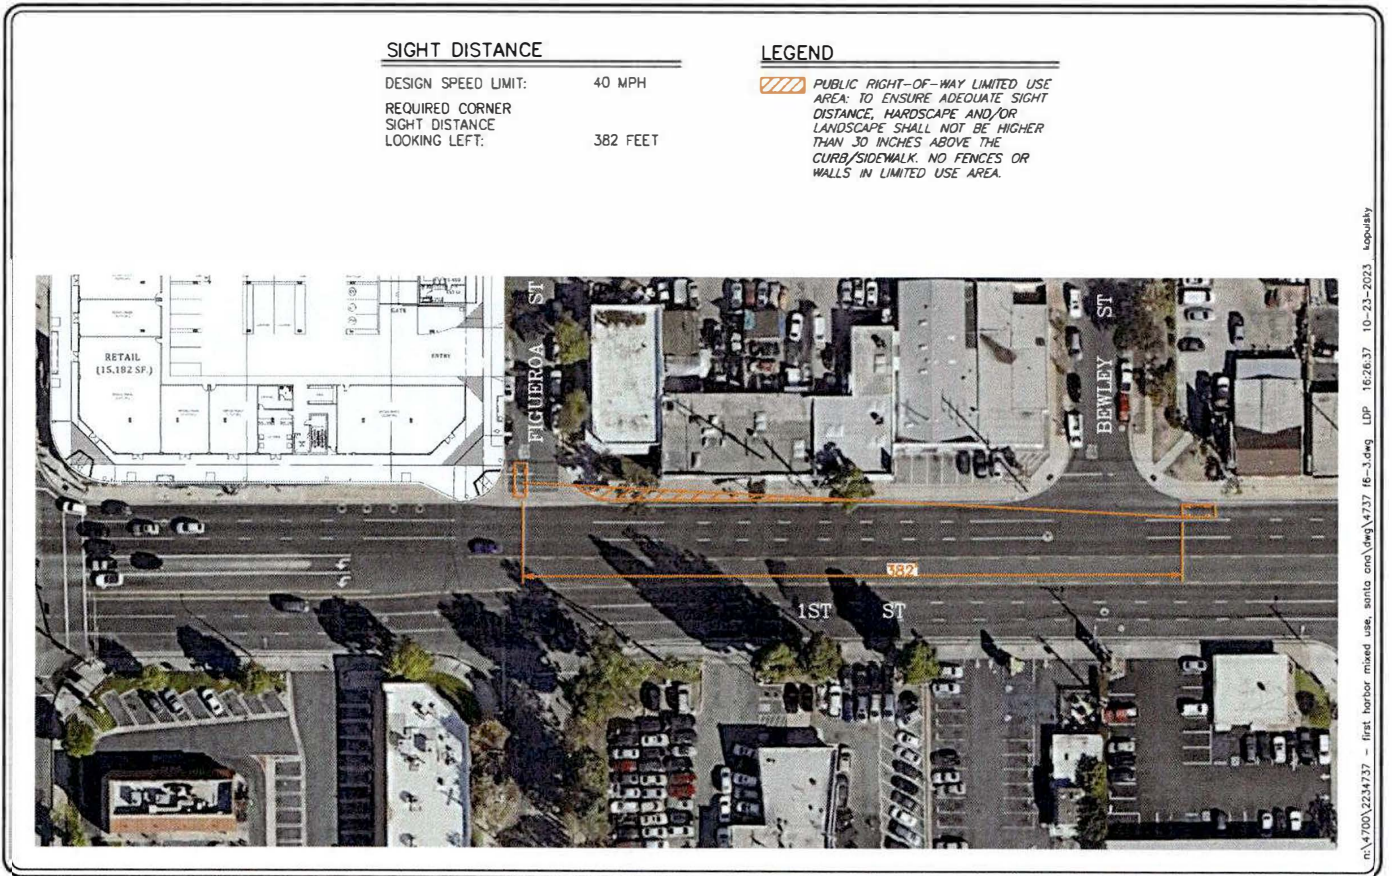 SIGHT DISTANCE
DESIGN SPEED LIMIT: 40 MPH
REQUIRED CORNER
SIGHT DISTANCE
LOOKING LEFT: 382 FEET
LEGEND
PUBLIC RIGHT-OF-WAY LIMITED USE
AREA: TO ENSURE ADEQUATE SIGHT
DISTANCE, HARDSCAPE AND/OR
LANDSCAPE SHALL NOT BE HIGHER
THAN 30 INCHES ABOVE THE
CURB/SIDEWALK. NO FENCES OR
WALLS IN LIMITED USE AREA.
GATE
RETAIL
(15,182 SF.)
ENTRY
FIGUEROA ST
BEWLEY ST
382'
1ST ST
n:\4700\2234737 - first harbor mixed use, santa ana\dwg\4737 f6-3.dwg LDP 16:26:37 10-23-2023 kopulsky